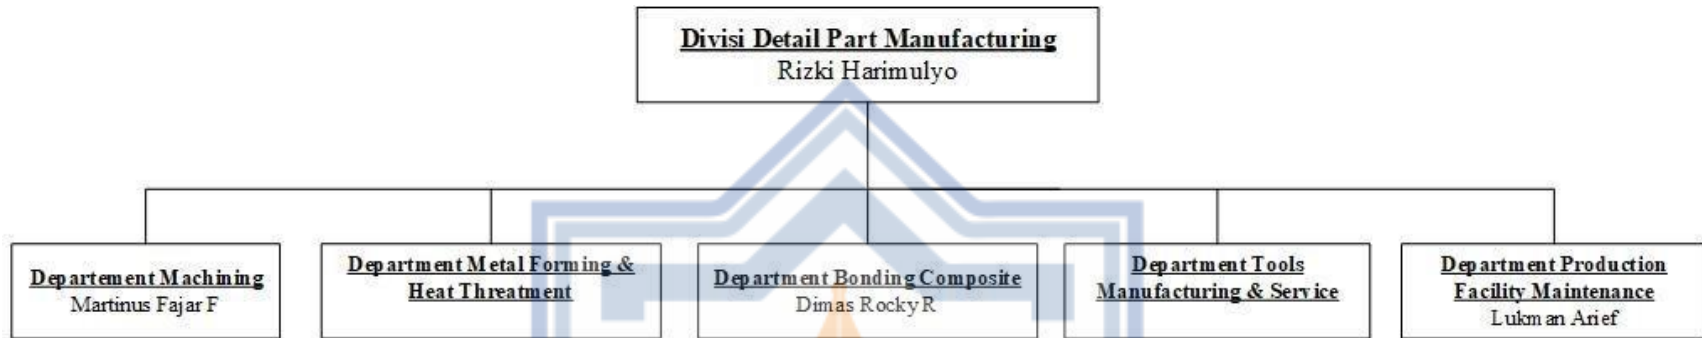 Divisi Detail Part Manufacturing
Rizki Harimulyo
Departement Machining
Martinus Fajar F
Department Metal Forming &
Heat Threatment
Department Bonding Composite
Dimas Rocky R
Department Tools
Manufacturing & Service
Department Production
Facility Maintenance
Lukman Arief